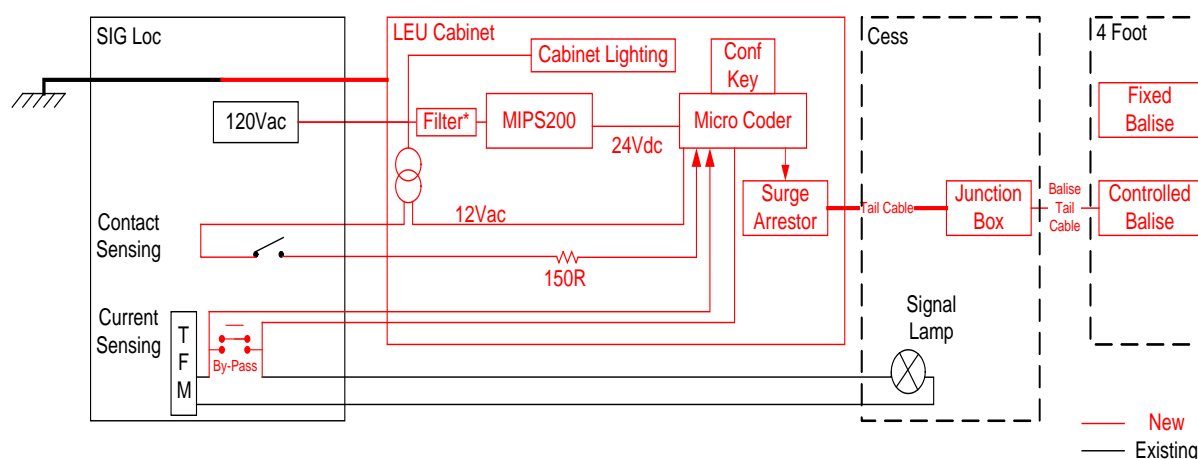 SIG Loc
LEU Cabinet
Cess
4 Foot
Cabinet Lighting
Conf
Key
120Vac
Filter*
MIPS200
24Vdc
Micro Coder
Fixed
Balise
Surge
Arrestor
Tail Cable
Junction
Box
Balise
Tail
Cable
Controlled
Balise
Contact
Sensing
12Vac
150R
Current
Sensing
T
F
M
By-Pass
Signal
Lamp
New
Existing